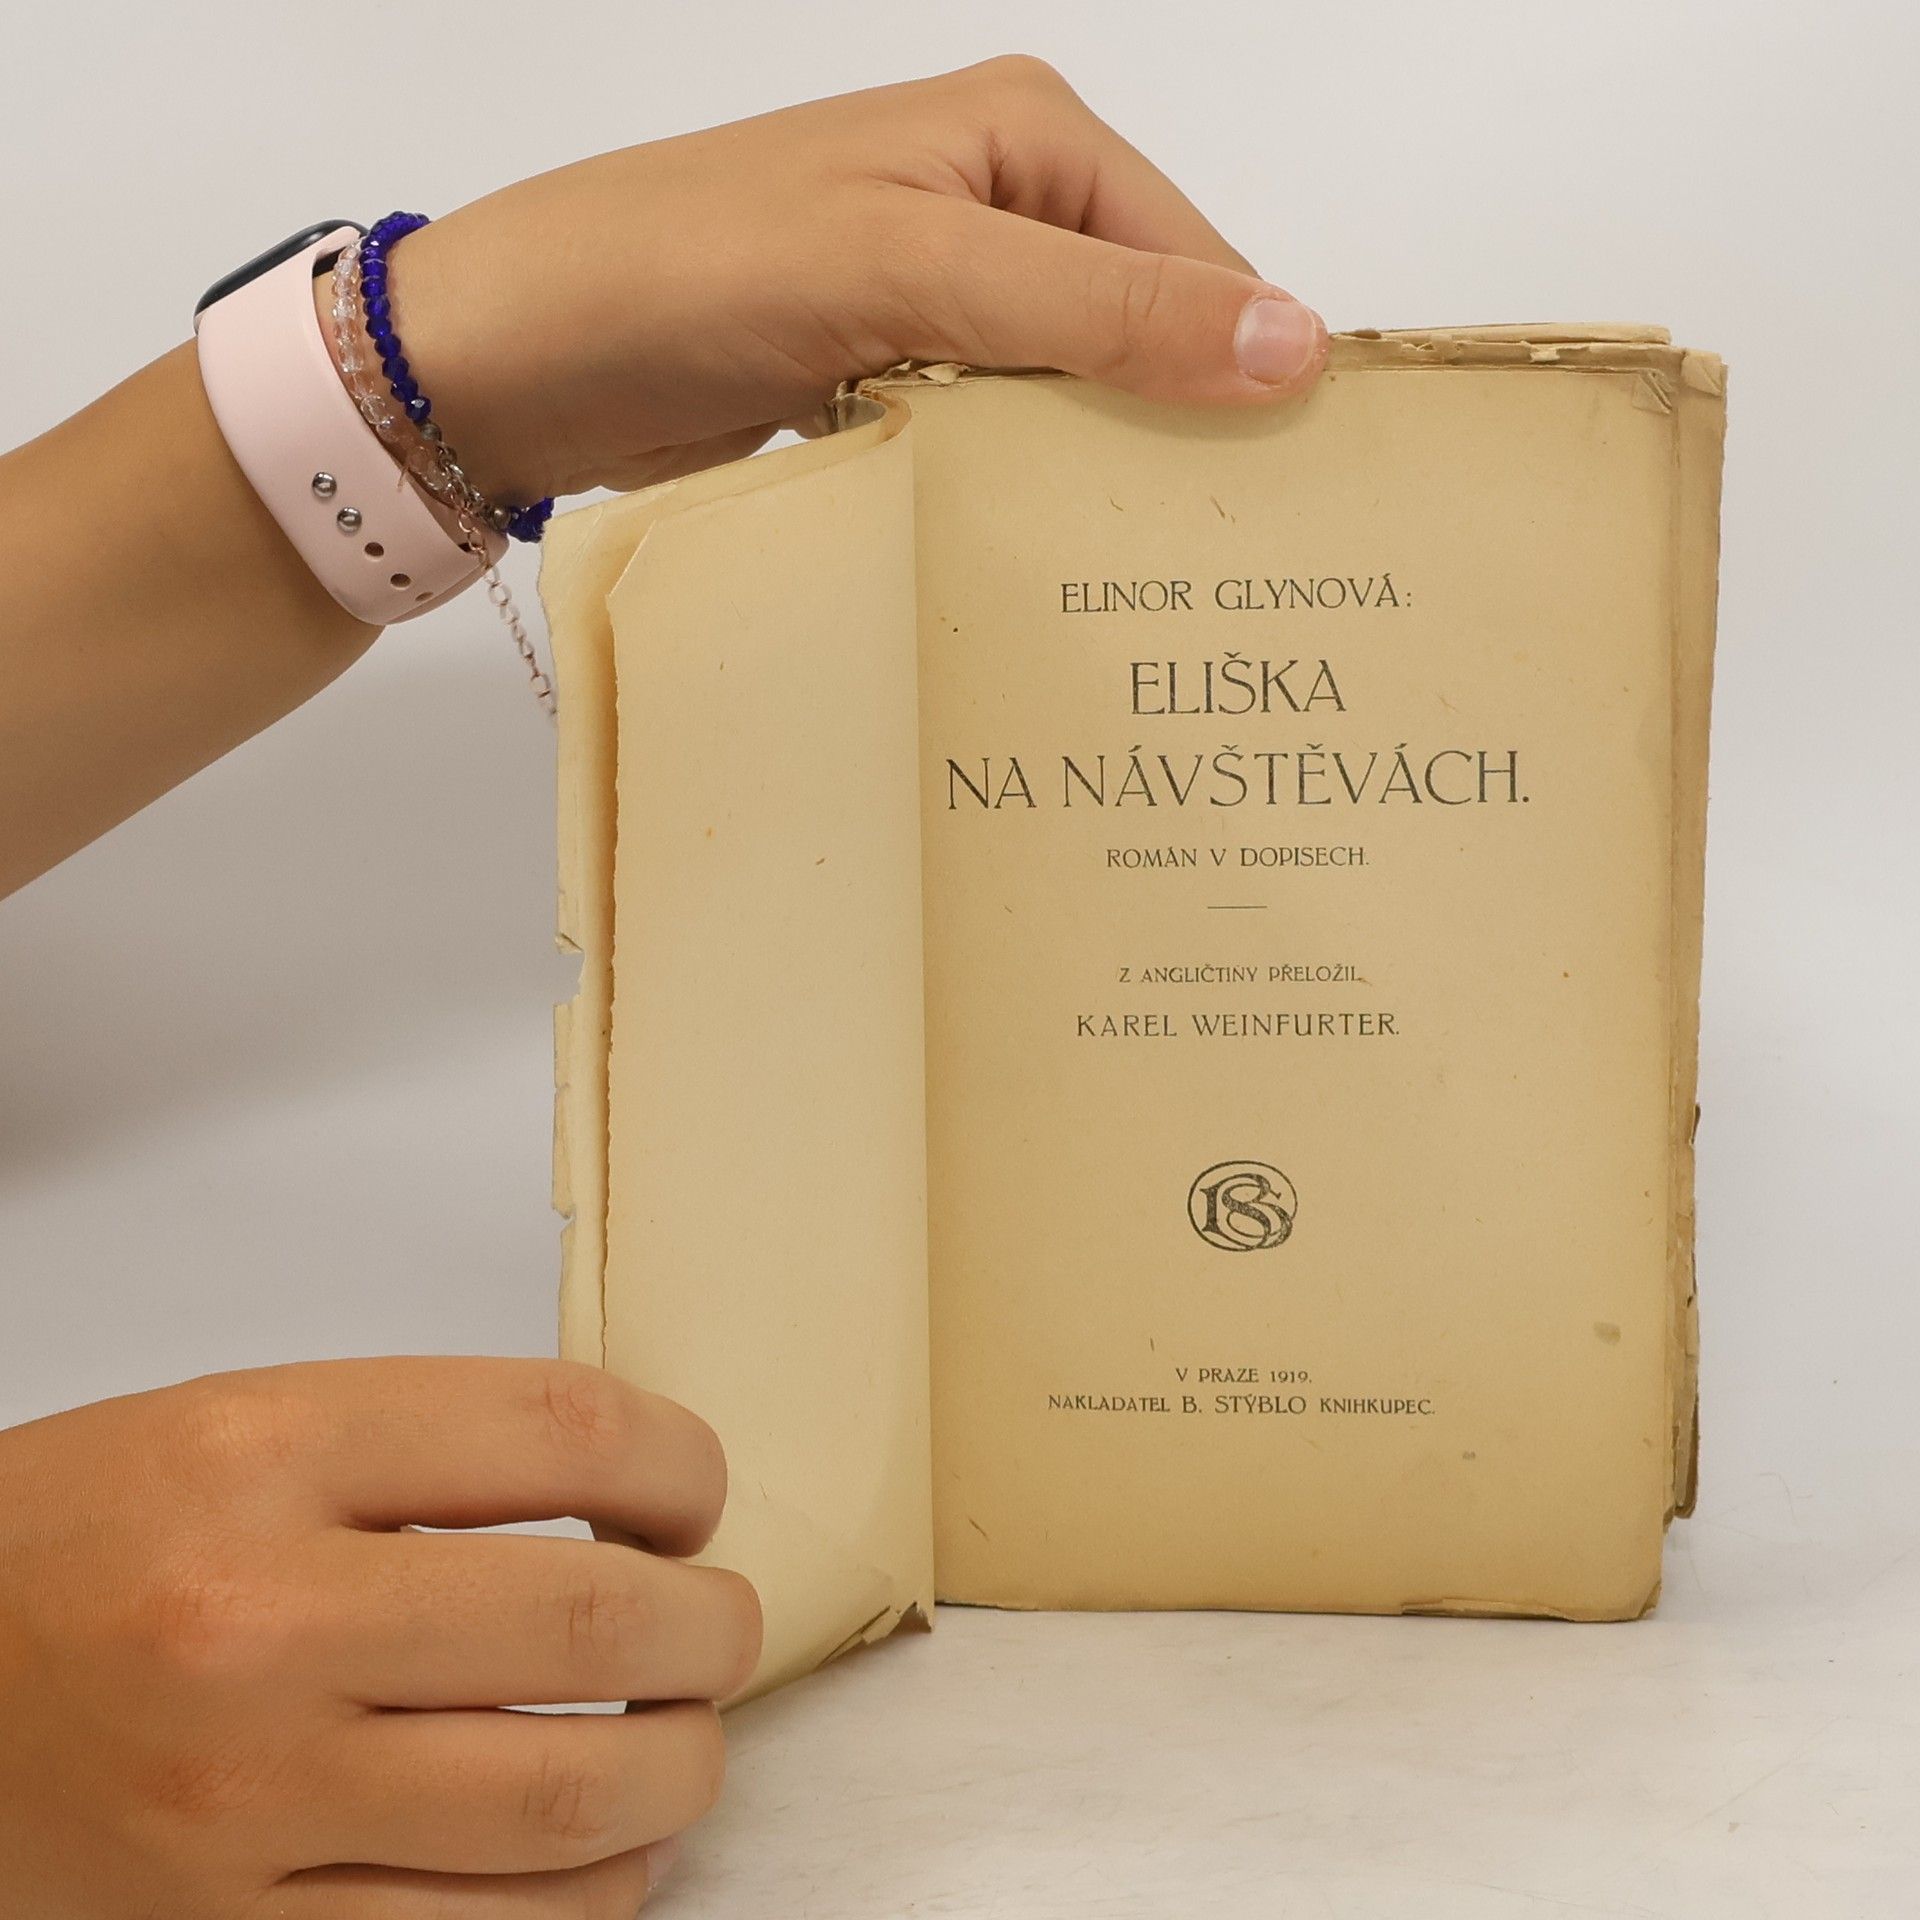 ELINOR GLYNOVÁ:
ELIŠKA
NA NÁVŠTĚVÁCH.
ROMÁN V DOPISECH.
Z ANGLIČTINY PŘELOŽIL
KAREL WEINFURTER.
BS
V PRAZE 1919.
NAKLADATEL B. STÝBLO KNIHKUPEC.